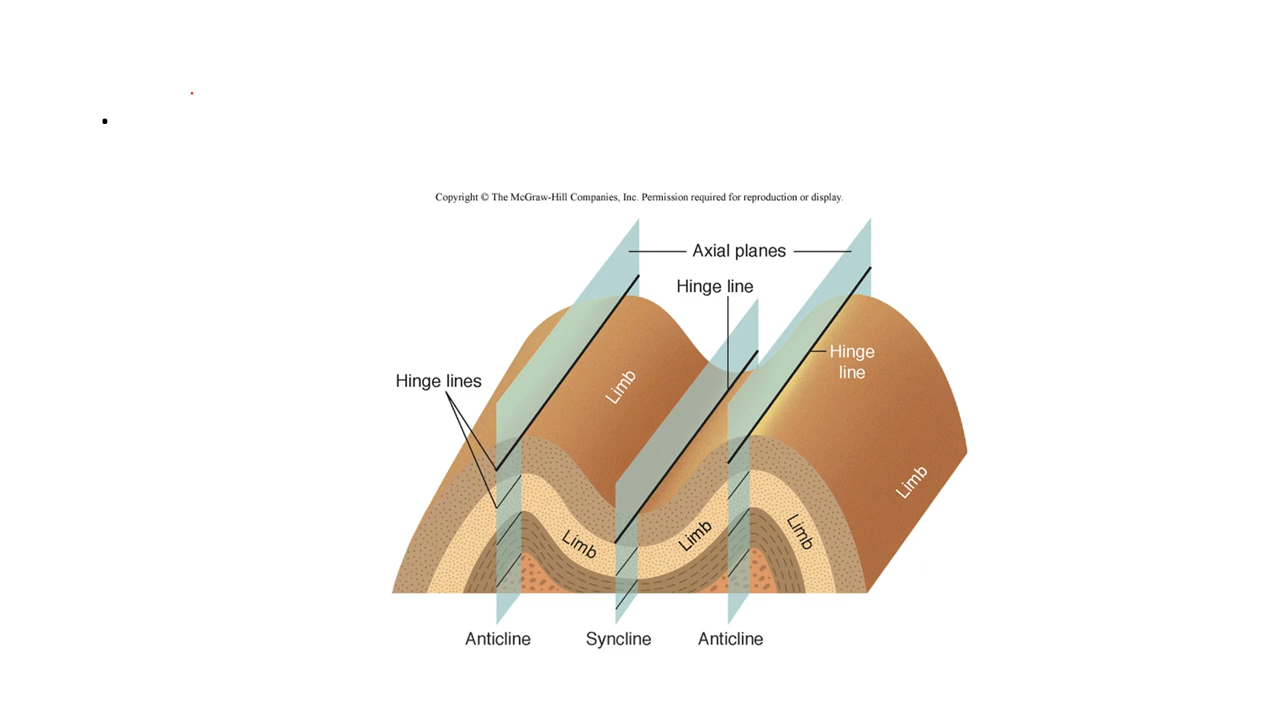 Copyright © The McGraw-Hill Companies, Inc. Permission required for reproduction or display.
Axial planes
Hinge line
Hinge
line
Hinge lines
Limb
Limb
Limb
Limb
Limb
Anticline
Syncline
Anticline